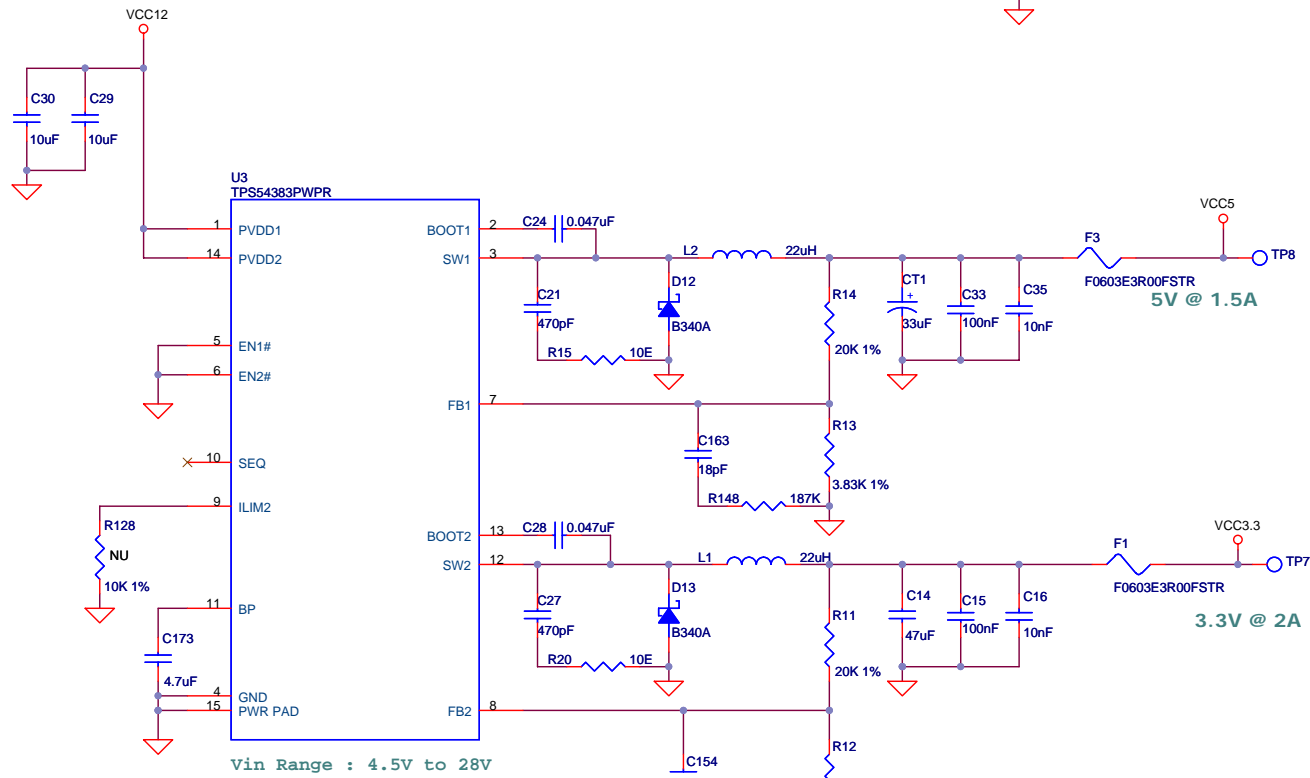 VCC12
C30
10uF
C29
10uF
U3
TPS54383PWPR
1
PVDD1
14
PVDD2
5
EN1#
6
EN2#
10
SEQ
9
ILIM2
R128
NU
10K 1%
11
BP
C173
4.7uF
4
GND
15
PWR PAD
BOOT1
2
SW1
3
FB1
7
BOOT2
13
SW2
12
FB2
8
C24
0.047uF
C21
470pF
R15
10E
D12
B340A
L2
22uH
R14
20K 1%
CT1
+
33uF
C33
100nF
C35
10nF
F3
F0603E3R00FSTR
VCC5
TP8
5V @ 1.5A
C163
18pF
R148
187K
R13
3.83K 1%
C28
0.047uF
C27
470pF
R20
10E
D13
B340A
L1
22uH
R11
20K 1%
C14
47uF
C15
100nF
C16
10nF
F1
F0603E3R00FSTR
VCC3.3
TP7
3.3V @ 2A
C154
R12
Vin Range : 4.5V to 28V